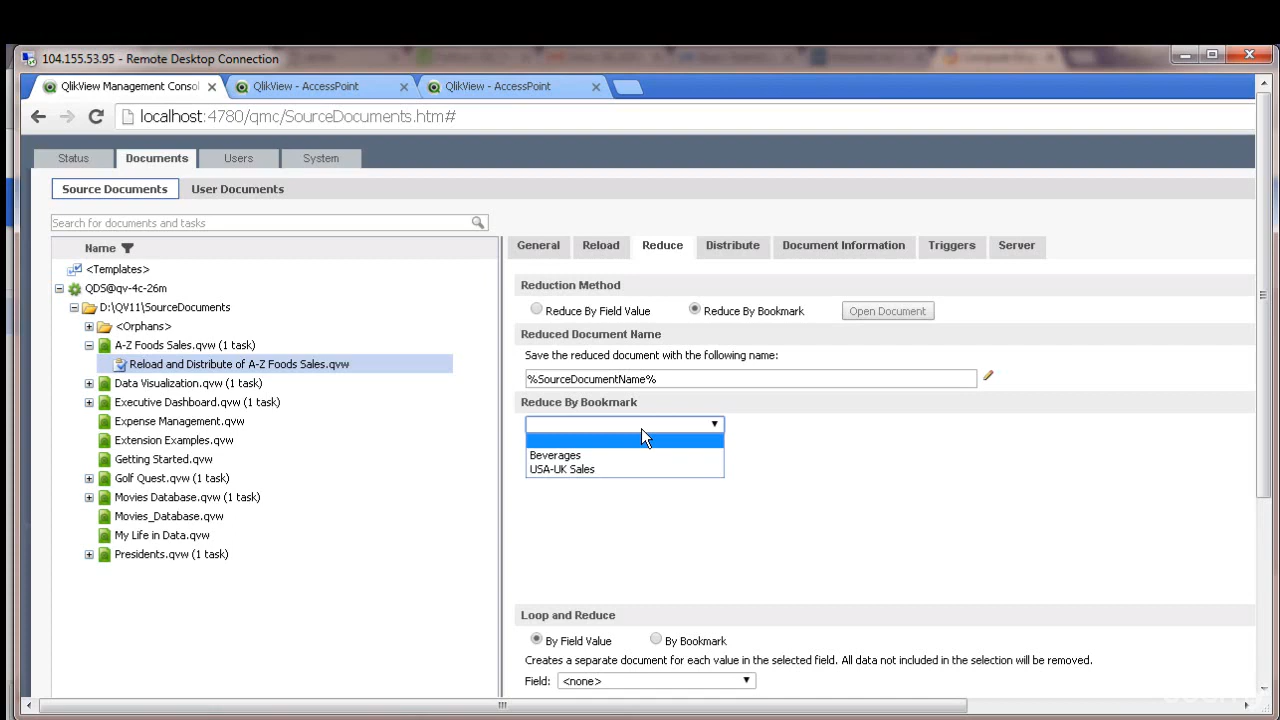 104.155.53.95 - Remote Desktop Connection
QlikView Management Consol
QlikView - AccessPoint
QlikView - AccessPoint
localhost:4780/qmc/SourceDocuments.htm#
Status
Documents
Users
System
Source Documents
User Documents
Search for documents and tasks
Name
<Templates>
QDS@qv-4c-26m
D:\QV11\SourceDocuments
<Orphans>
A-Z Foods Sales.qvw (1 task)
Reload and Distribute of A-Z Foods Sales.qvw
Data Visualization.qvw (1 task)
Executive Dashboard.qvw (1 task)
Expense Management.qvw
Extension Examples.qvw
Getting Started.qvw
Golf Quest.qvw (1 task)
Movies Database.qvw (1 task)
Movies_Database.qvw
My Life in Data.qvw
Presidents.qvw (1 task)
General
Reload
Reduce
Distribute
Document Information
Triggers
Server
Reduction Method
Reduce By Field Value
Reduce By Bookmark
Open Document
Reduced Document Name
Save the reduced document with the following name:
%SourceDocumentName%
Reduce By Bookmark
Beverages
USA-UK Sales
Loop and Reduce
By Field Value
By Bookmark
Creates a separate document for each value in the selected field. All data not included in the selection will be removed.
Field:
<none>